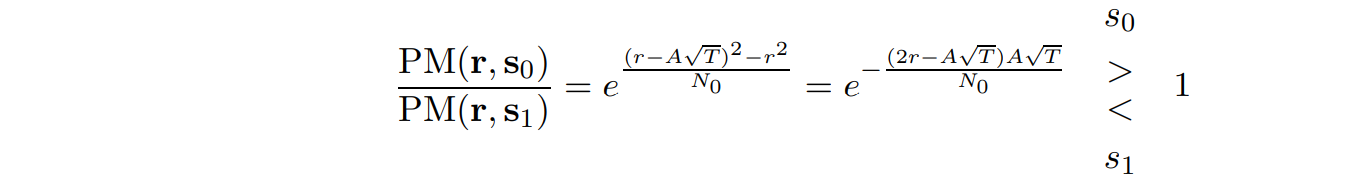 s₀
PM(r, s₀) / PM(r, s₁) = e^{((r−A√T)²−r²)/N₀} = e^{−((2r−A√T)A√T)/N₀} > < 1
s₁